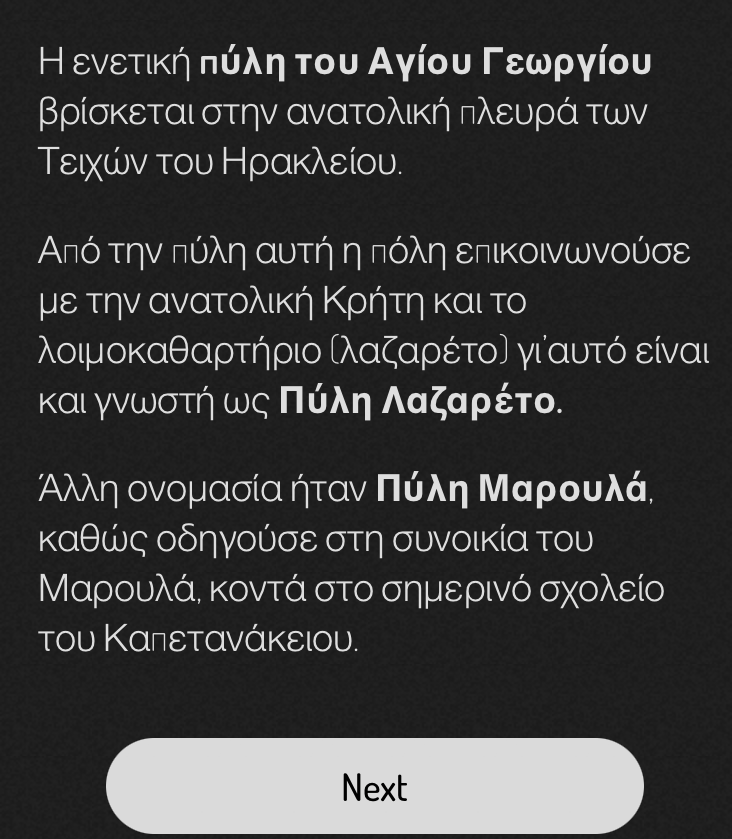 Η ενετική πύλη του Αγίου Γεωργίου
βρίσκεται στην ανατολική πλευρά των
Τειχών του Ηρακλείου.
Από την πύλη αυτή η πόλη επικοινωνούσε
με την ανατολική Κρήτη και το
λοιμοκαθαρτήριο (λαζαρέτο) γι'αυτό είναι
και γνωστή ως Πύλη Λαζαρέτο.
Άλλη ονομασία ήταν Πύλη Μαρουλά,
καθώς οδηγούσε στη συνοικία του
Μαρουλά, κοντά στο σημερινό σχολείο
του Καπετανάκειου.
Next